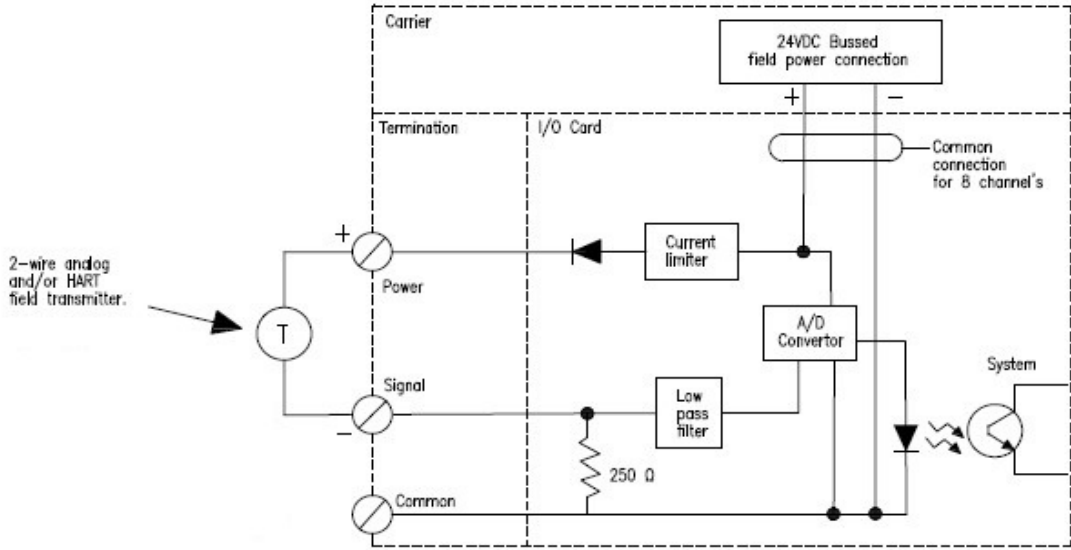 Carrier
24VDC Bussed
field power connection
+
−
Termination
I/O Card
Common
connection
for 8 channel's
+
2-wire analog
and/or HART
field transmitter.
Power
Current
limiter
T
A/D
Convertor
System
Signal
−
Low
pass
filter
250 Ω
Common